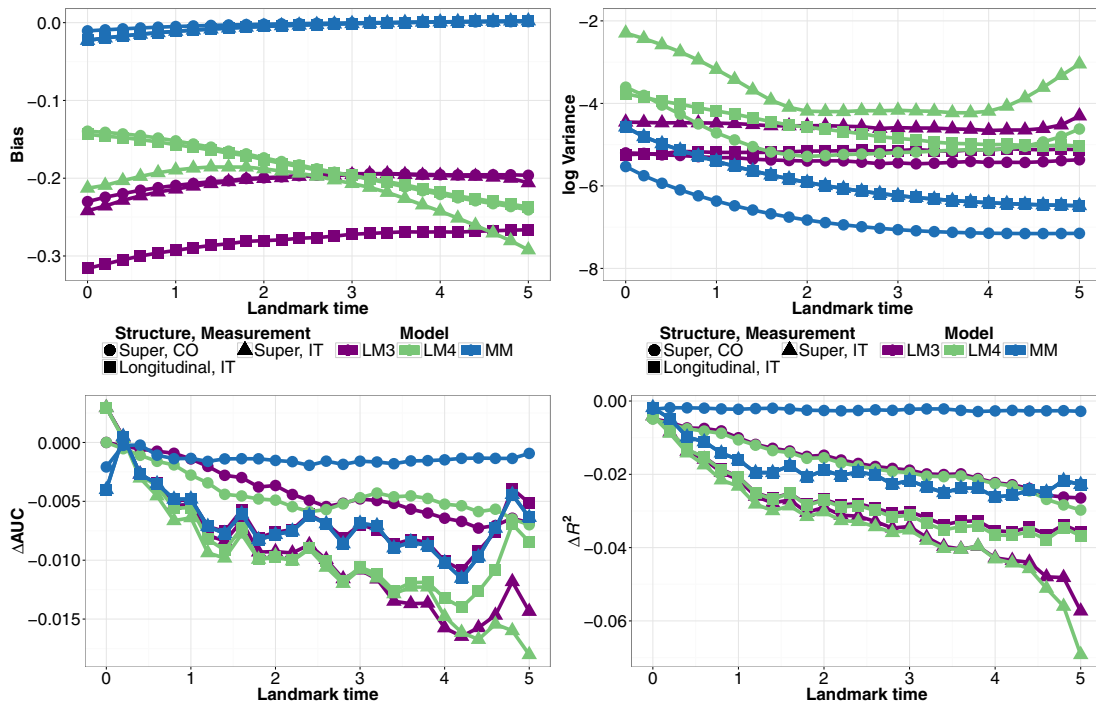 0.0
−0.1
−0.2
−0.3
Bias
0 1 2 3 4 5
Landmark time
−2
−4
−6
−8
log Variance
0 1 2 3 4 5
Landmark time
Structure, Measurement Model
Super, CO Super, IT LM3 LM4 MM
Longitudinal, IT
Structure, Measurement Model
Super, CO Super, IT LM3 LM4 MM
Longitudinal, IT
0.000
−0.005
−0.010
−0.015
ΔAUC
0 1 2 3 4 5
Landmark time
0.00
−0.02
−0.04
−0.06
ΔR²
0 1 2 3 4 5
Landmark time